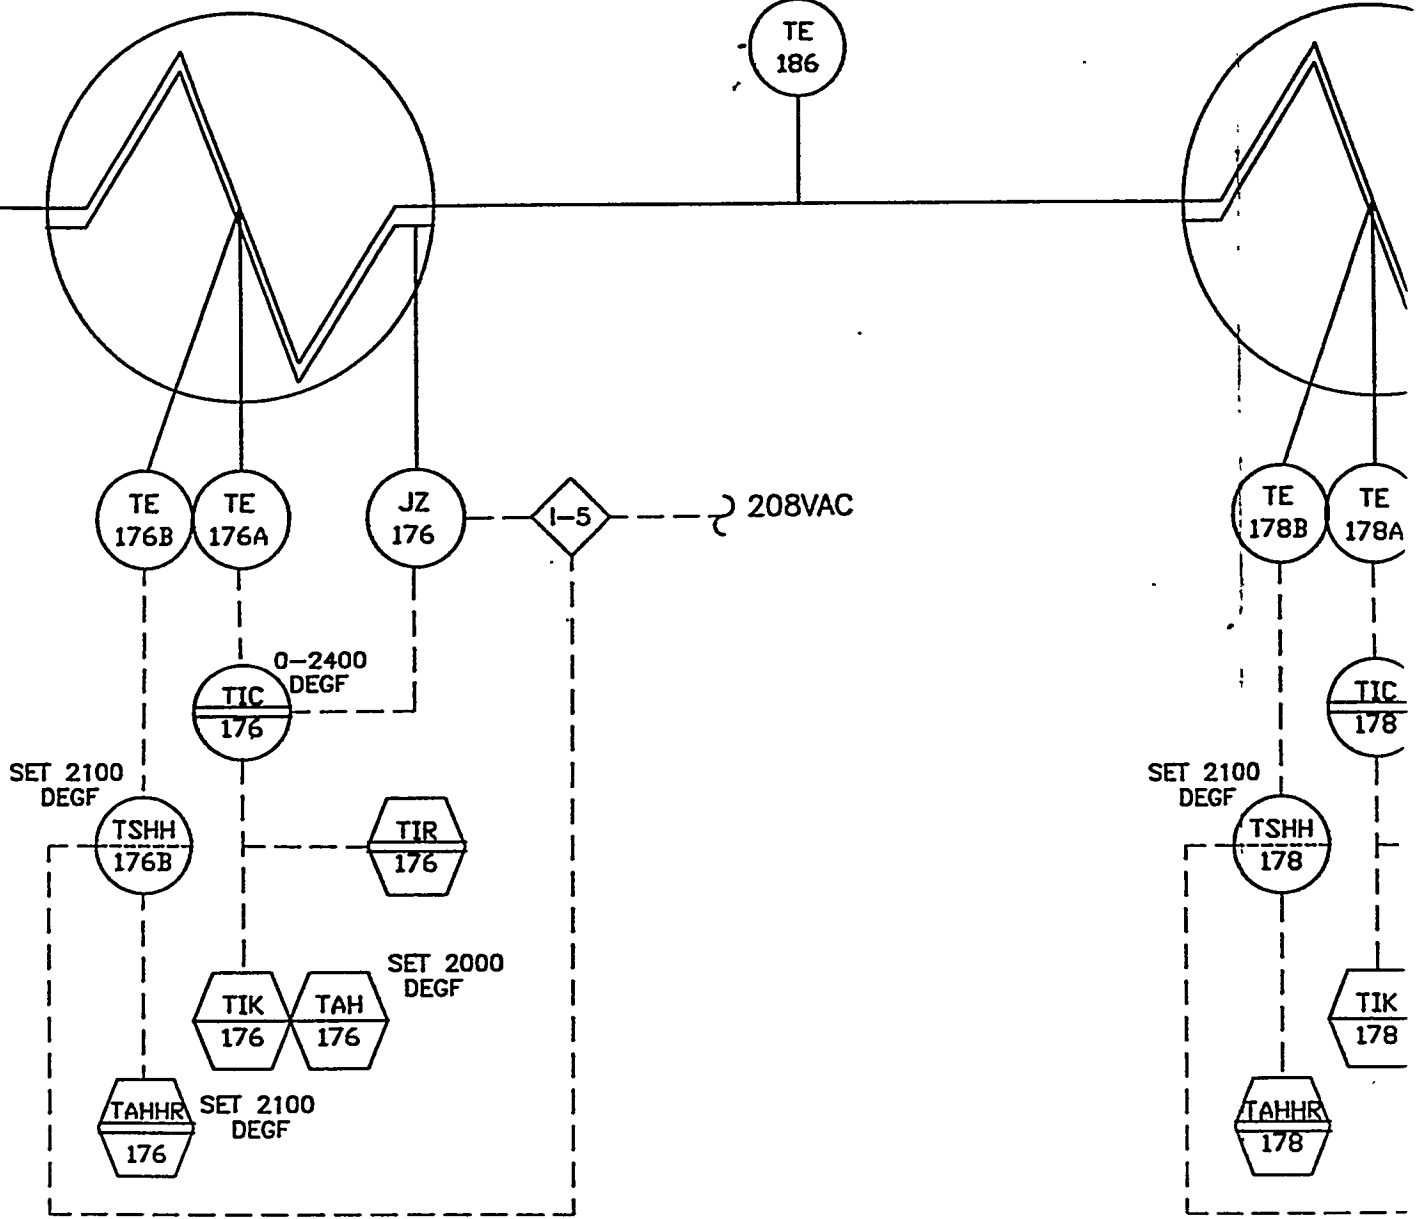 TE
186
TE
176B
TE
176A
JZ
176
I-5
208VAC
TE
178B
TE
178A
0-2400
DEGF
TIC
176
TIC
178
SET 2100
DEGF
TSHH
176B
TIR
176
SET 2100
DEGF
TSHH
178
TIK
176
TAH
176
SET 2000
DEGF
TIK
178
TAHHR
176
SET 2100
DEGF
TAHHR
178